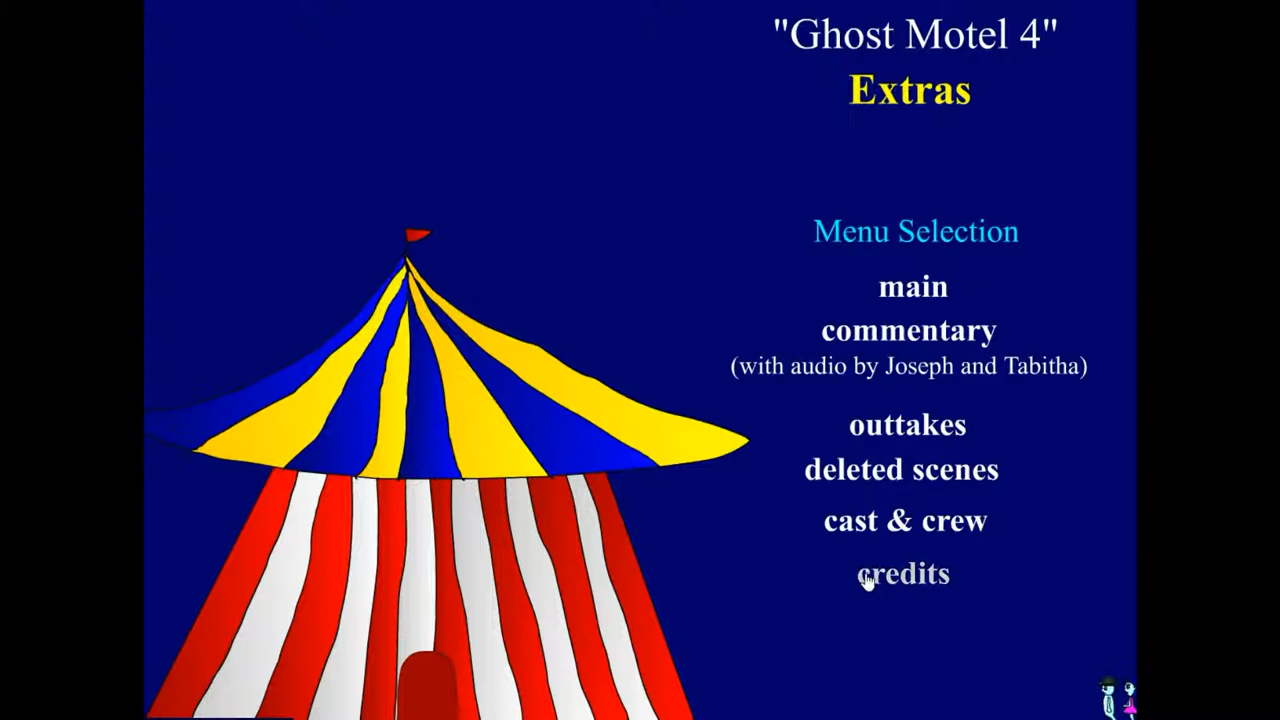 "Ghost Motel 4"
Extras
Menu Selection
main
commentary
(with audio by Joseph and Tabitha)
outtakes
deleted scenes
cast & crew
credits